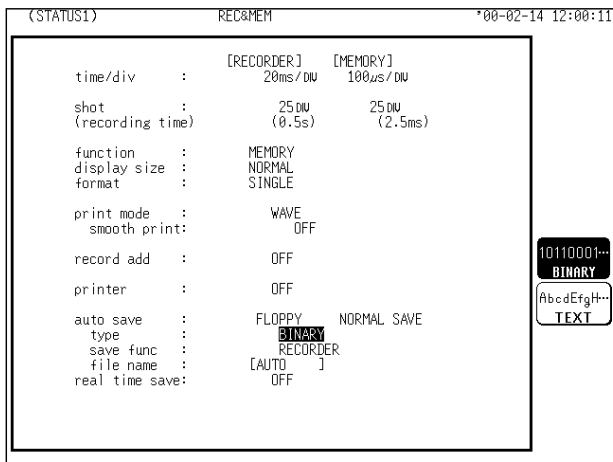 (STATUS1) REC&MEM '00-02-14 12:00:11
[RECORDER] [MEMORY]
time/div : 20ms/DIV 100µs/DIV
shot : 25DIV 25DIV
(recording time) (0.5s) (2.5ms)
function : MEMORY
display size : NORMAL
format : SINGLE
print mode : WAVE
smooth print: OFF
record add : OFF
printer : OFF
auto save : FLOPPY NORMAL SAVE
type : BINARY
save func : RECORDER
file name : [AUTO ]
real time save: OFF
10110001…
BINARY
AbcdEfgH…
TEXT